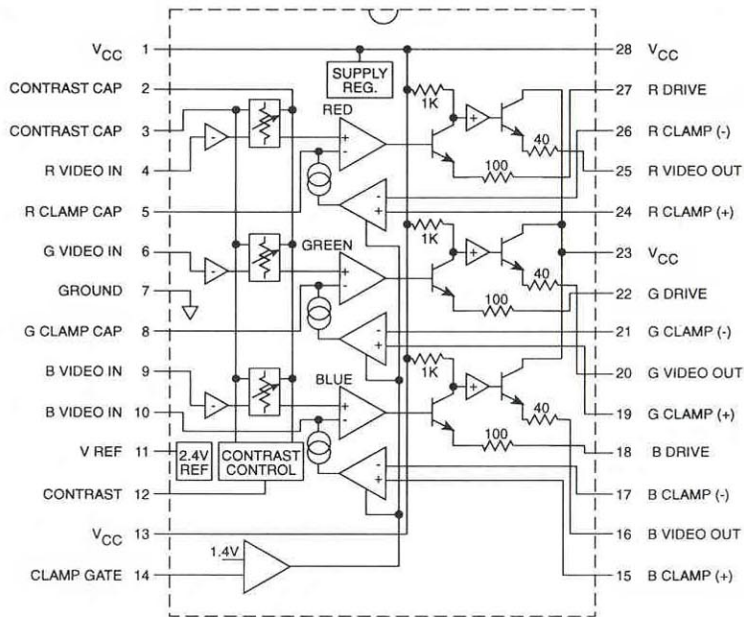 V_CC 1
CONTRAST CAP 2
CONTRAST CAP 3
R VIDEO IN 4
R CLAMP CAP 5
G VIDEO IN 6
GROUND 7
G CLAMP CAP 8
B VIDEO IN 9
B VIDEO IN 10
V REF 11
CONTRAST 12
V_CC 13
CLAMP GATE 14
SUPPLY
REG.
RED
1K
40
100
GREEN
1K
40
100
BLUE
1K
40
100
2.4V
REF
CONTRAST
CONTROL
1.4V
28 V_CC
27 R DRIVE
26 R CLAMP (-)
25 R VIDEO OUT
24 R CLAMP (+)
23 V_CC
22 G DRIVE
21 G CLAMP (-)
20 G VIDEO OUT
19 G CLAMP (+)
18 B DRIVE
17 B CLAMP (-)
16 B VIDEO OUT
15 B CLAMP (+)